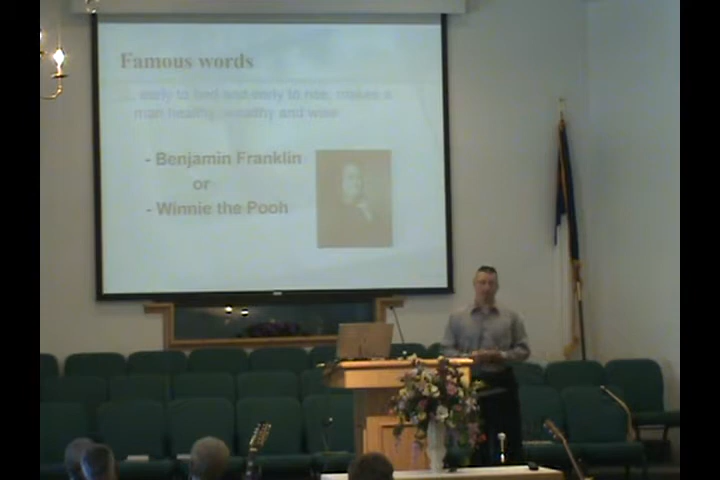 Famous words
... early to bed and early to rise, makes a
man healthy, wealthy and wise
- Benjamin Franklin
or
- Winnie the Pooh